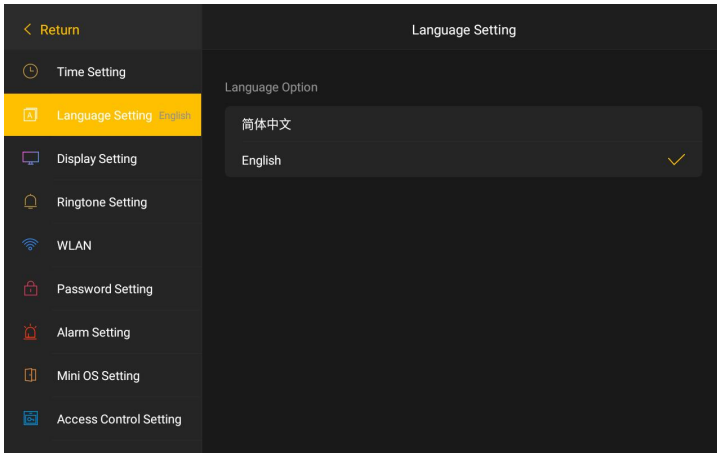 Return
Language Setting
Time Setting
Language Setting English
Display Setting
Ringtone Setting
WLAN
Password Setting
Alarm Setting
Mini OS Setting
Access Control Setting
Language Option
简体中文
English